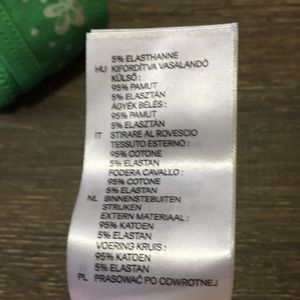 5% ELASTHANNE
HU KIFORDÍTVA VASALANDÓ
KÜLSŐ :
95% PAMUT
5% ELASZTÁN
ÁGYÉK BÉLÉS :
95% PAMUT
5% ELASZTÁN
IT STIRARE AL ROVESCIO
TESSUTO ESTERNO :
95% COTONE
5% ELASTAN
FODERA CAVALLO :
95% COTONE
5% ELASTAN
NL BINNENSTEBUITEN
STRIJKEN
EXTERN MATERIAAL :
95% KATOEN
5% ELASTAN
VOERING KRUIS :
95% KATOEN
5% ELASTAN
PL PRASOWAĆ PO ODWROTNEJ